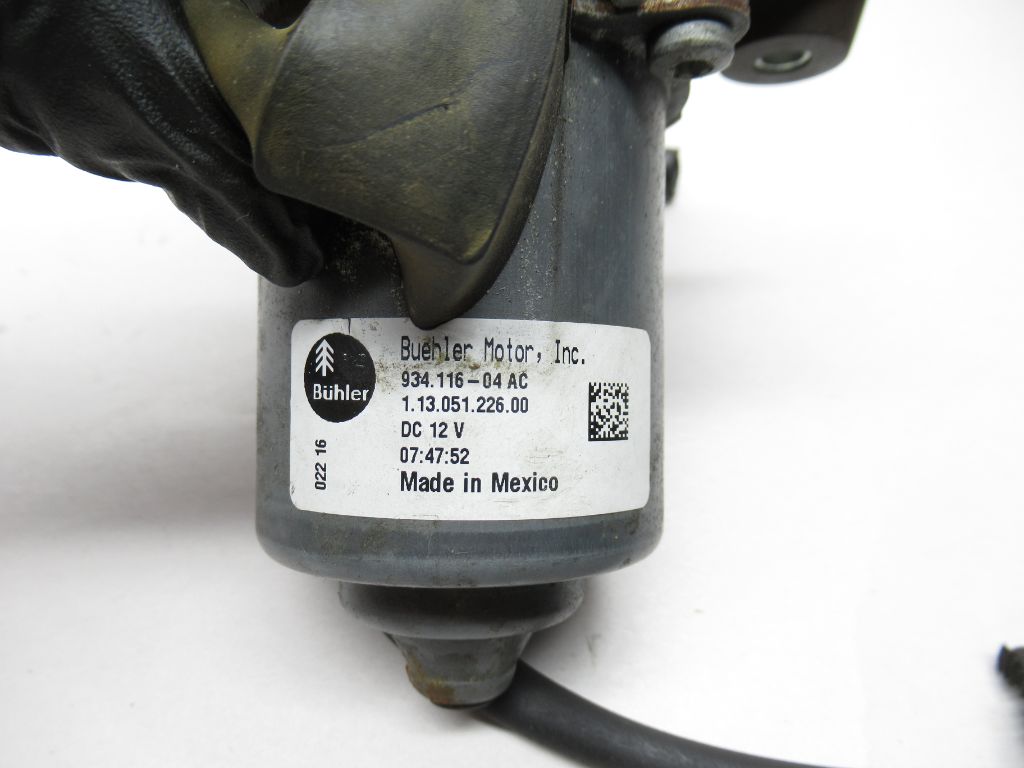 Bühler
Buehler Motor, Inc.
934.116-04 AC
1.13.051.226.00
DC 12 V
07:47:52
Made in Mexico
022 16